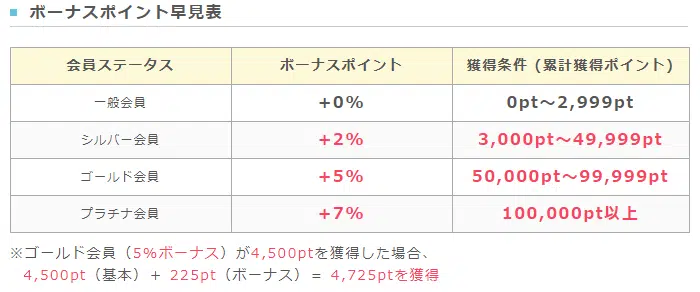 ボーナスポイント早見表
会員ステータス ボーナスポイント 獲得条件 (累計獲得ポイント)
一般会員 +0% 0pt～2,999pt
シルバー会員 +2% 3,000pt～49,999pt
ゴールド会員 +5% 50,000pt～99,999pt
プラチナ会員 +7% 100,000pt以上
※ゴールド会員（5%ボーナス）が4,500ptを獲得した場合、
4,500pt（基本）＋ 225pt（ボーナス）＝ 4,725ptを獲得